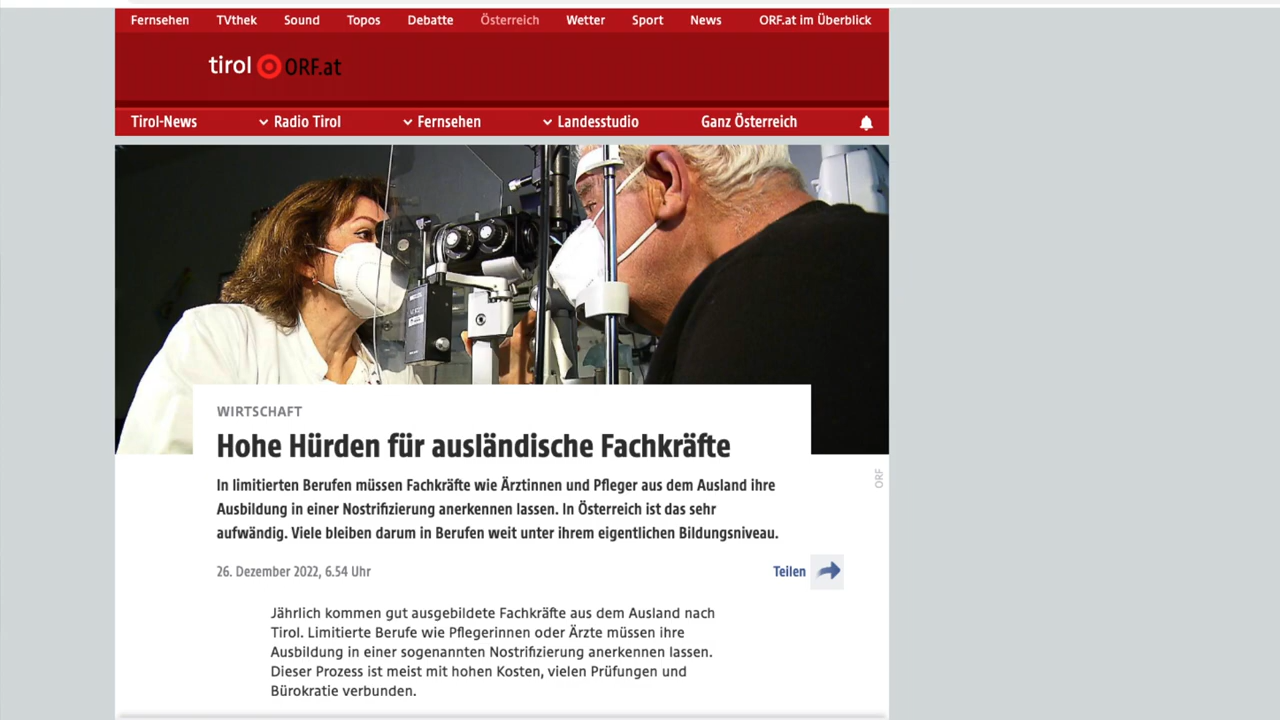 Fernsehen TVthek Sound Topos Debatte Österreich Wetter Sport News ORF.at im Überblick
tirol ORF.at
Tirol-News Radio Tirol Fernsehen Landesstudio Ganz Österreich
WIRTSCHAFT
Hohe Hürden für ausländische Fachkräfte
In limitierten Berufen müssen Fachkräfte wie Ärztinnen und Pfleger aus dem Ausland ihre
Ausbildung in einer Nostrifizierung anerkennen lassen. In Österreich ist das sehr
aufwändig. Viele bleiben darum in Berufen weit unter ihrem eigentlichen Bildungsniveau.
ORF
26. Dezember 2022, 6.54 Uhr
Teilen
Jährlich kommen gut ausgebildete Fachkräfte aus dem Ausland nach
Tirol. Limitierte Berufe wie Pflegerinnen oder Ärzte müssen ihre
Ausbildung in einer sogenannten Nostrifizierung anerkennen lassen.
Dieser Prozess ist meist mit hohen Kosten, vielen Prüfungen und
Bürokratie verbunden.